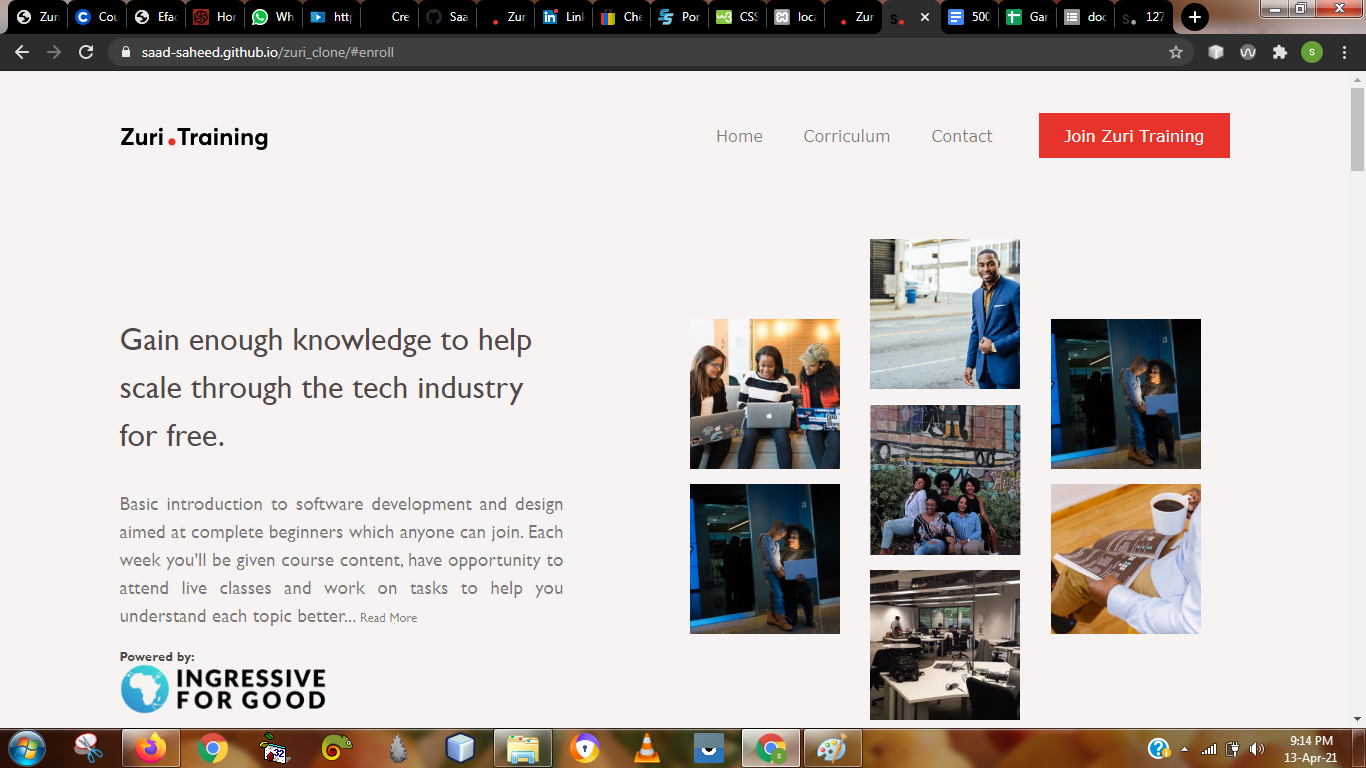 Zur
Cou
Efac
Hor
Wh
http
Cre
Saa
Zur
Link
Che
Por
CSS
loca
Zur
s.
500
Gar
doc
s.
127
saad-saheed.github.io/zuri_clone/#enroll
s
Zuri.Training
Home
Corriculum
Contact
Join Zuri Training
Gain enough knowledge to help
scale through the tech industry
for free.
Basic introduction to software development and design
aimed at complete beginners which anyone can join. Each
week you'll be given course content, have opportunity to
attend live classes and work on tasks to help you
understand each topic better... Read More
Powered by:
INGRESSIVE
FOR GOOD
32
9:14 PM
13-Apr-21